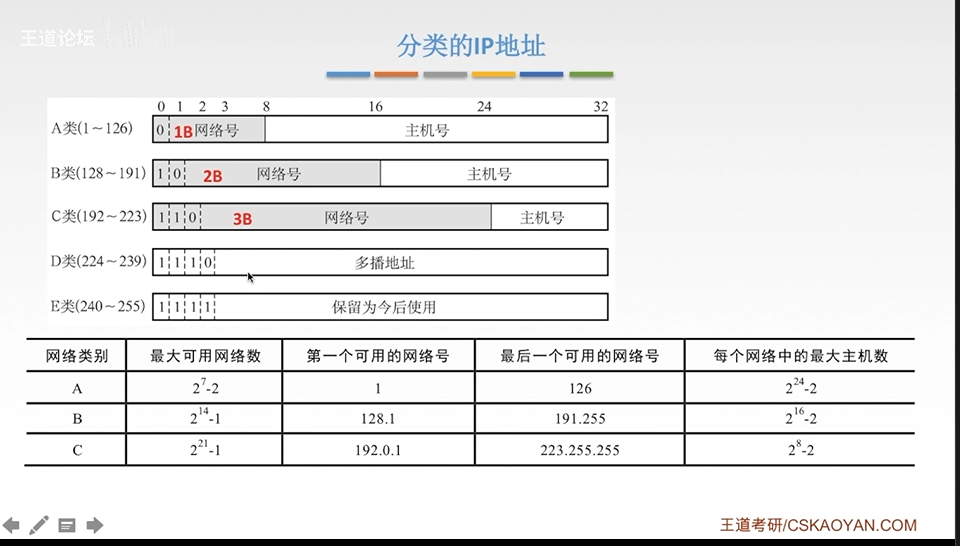 王道论坛
分类的IP地址
0 1 2 3 8 16 24 32
A类(1～126) 0 1B 网络号 主机号
B类(128～191) 1 0 2B 网络号 主机号
C类(192～223) 1 1 0 3B 网络号 主机号
D类(224～239) 1 1 1 0 多播地址
E类(240～255) 1 1 1 1 保留为今后使用
网络类别 最大可用网络数 第一个可用的网络号 最后一个可用的网络号 每个网络中的最大主机数
A 2^7-2 1 126 2^24-2
B 2^14-1 128.1 191.255 2^16-2
C 2^21-1 192.0.1 223.255.255 2^8-2
王道考研/CSKAOYAN.COM